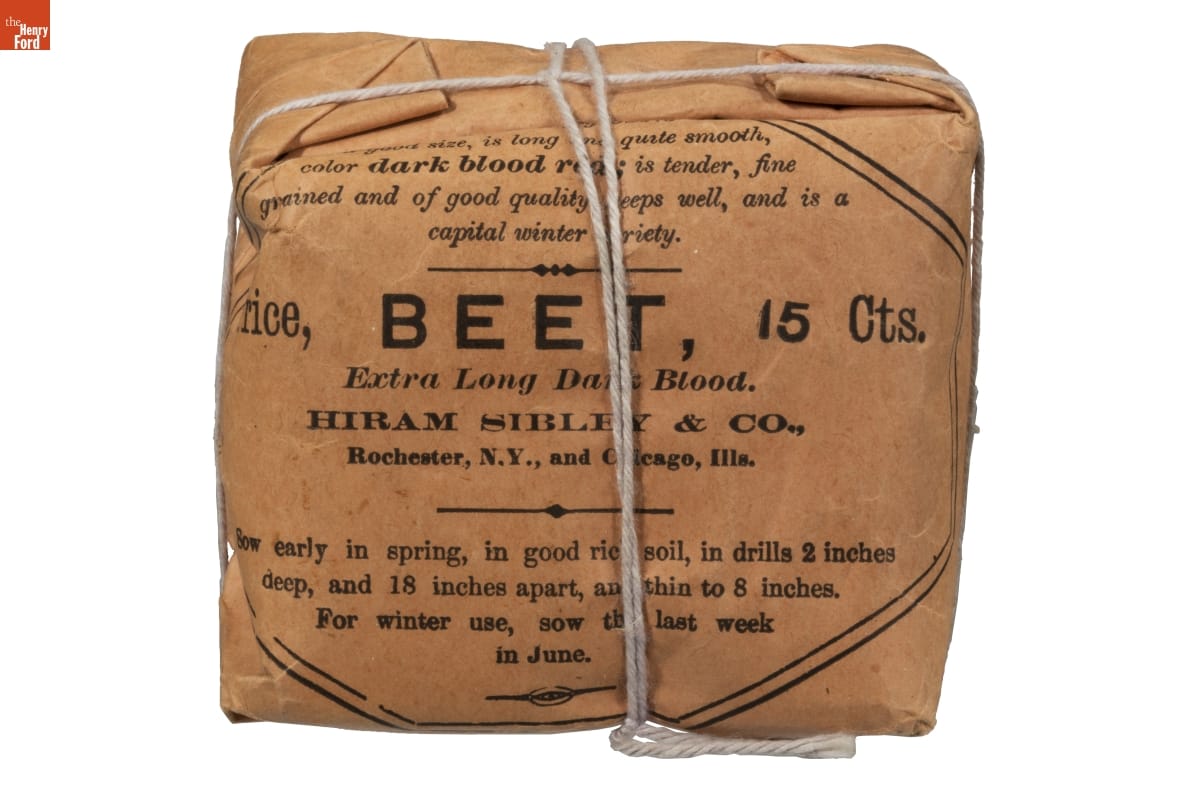 the
Henry
Ford
good size, is long and quite smooth,
color dark blood red; is tender, fine
grained and of good quality keeps well, and is a
capital winter variety.
rice, BEET, 15 Cts.
Extra Long Dark Blood.
HIRAM SIBLEY & CO.,
Rochester, N.Y., and Chicago, Ills.
Sow early in spring, in good rich soil, in drills 2 inches
deep, and 18 inches apart, and thin to 8 inches.
For winter use, sow the last week
in June.